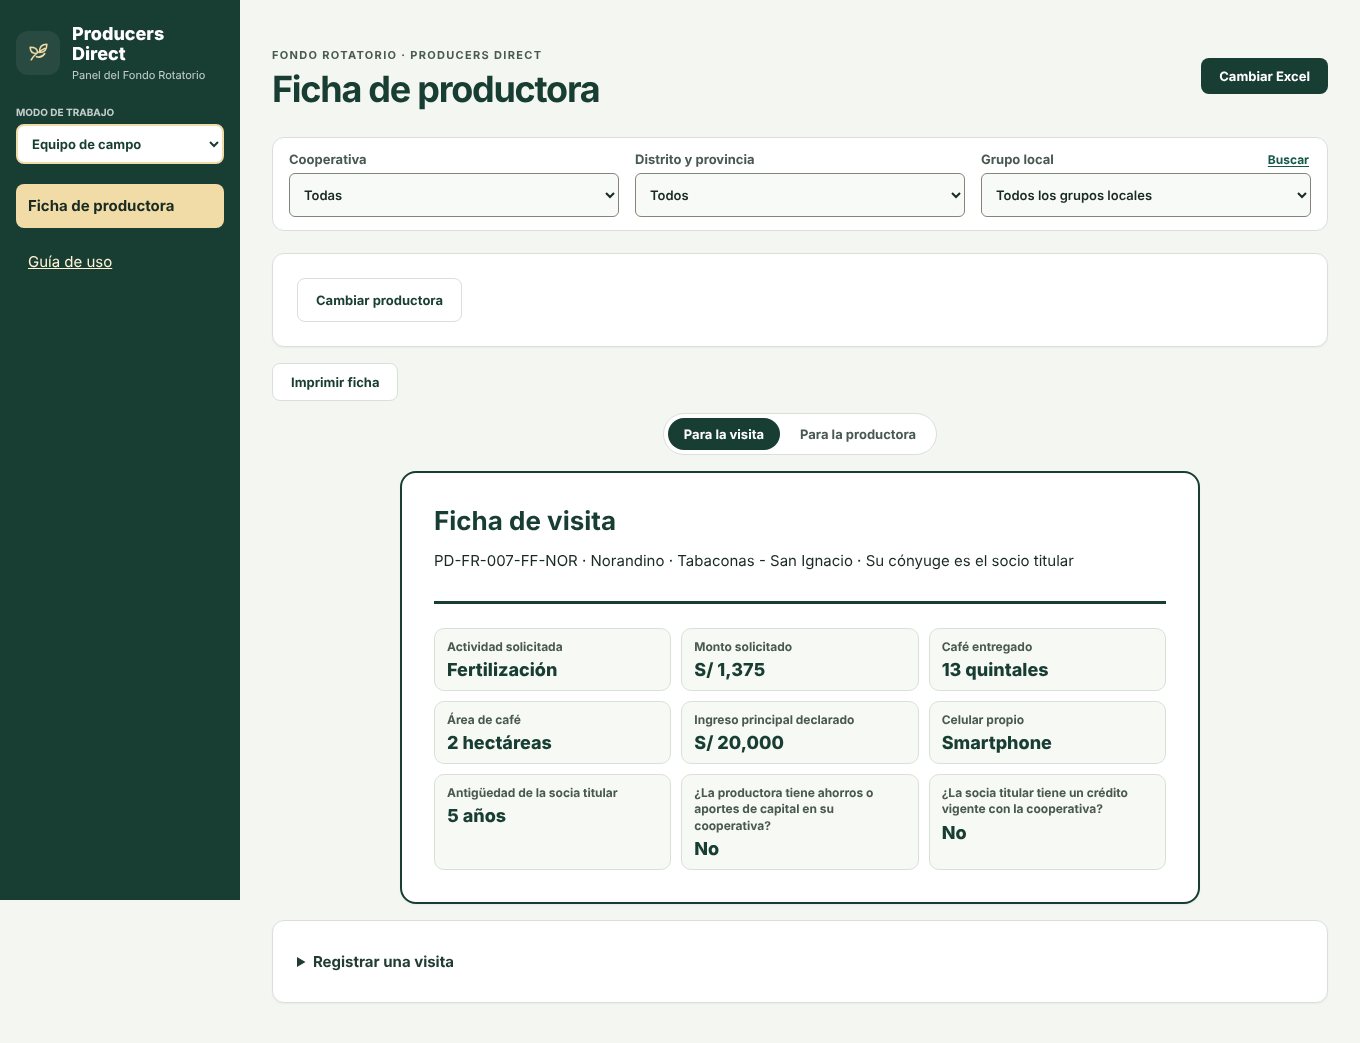 Producers
Direct
Panel del Fondo Rotatorio
MODO DE TRABAJO
Equipo de campo
Ficha de productora
Guía de uso
FONDO ROTATORIO · PRODUCERS DIRECT
Ficha de productora
Cambiar Excel
Cooperativa
Todas
Distrito y provincia
Todos
Grupo local
Buscar
Todos los grupos locales
Cambiar productora
Imprimir ficha
Para la visita
Para la productora
Ficha de visita
PD-FR-007-FF-NOR · Norandino · Tabaconas - San Ignacio · Su cónyuge es el socio titular
Actividad solicitada
Fertilización
Monto solicitado
S/ 1,375
Café entregado
13 quintales
Área de café
2 hectáreas
Ingreso principal declarado
S/ 20,000
Celular propio
Smartphone
Antigüedad de la socia titular
5 años
¿La productora tiene ahorros o
aportes de capital en su
cooperativa?
No
¿La socia titular tiene un crédito
vigente con la cooperativa?
No
Registrar una visita